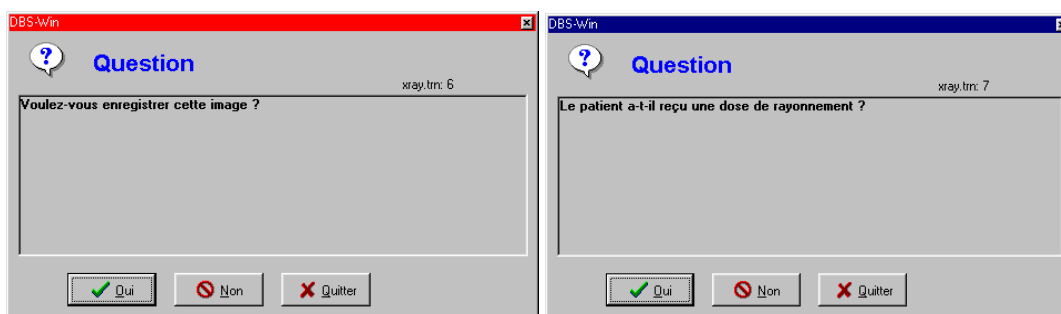 DBS-Win
Question
xray.trn: 6
Voulez-vous enregistrer cette image ?
Oui
Non
Quitter
DBS-Win
Question
xray.trn: 7
Le patient a-t-il reçu une dose de rayonnement ?
Oui
Non
Quitter